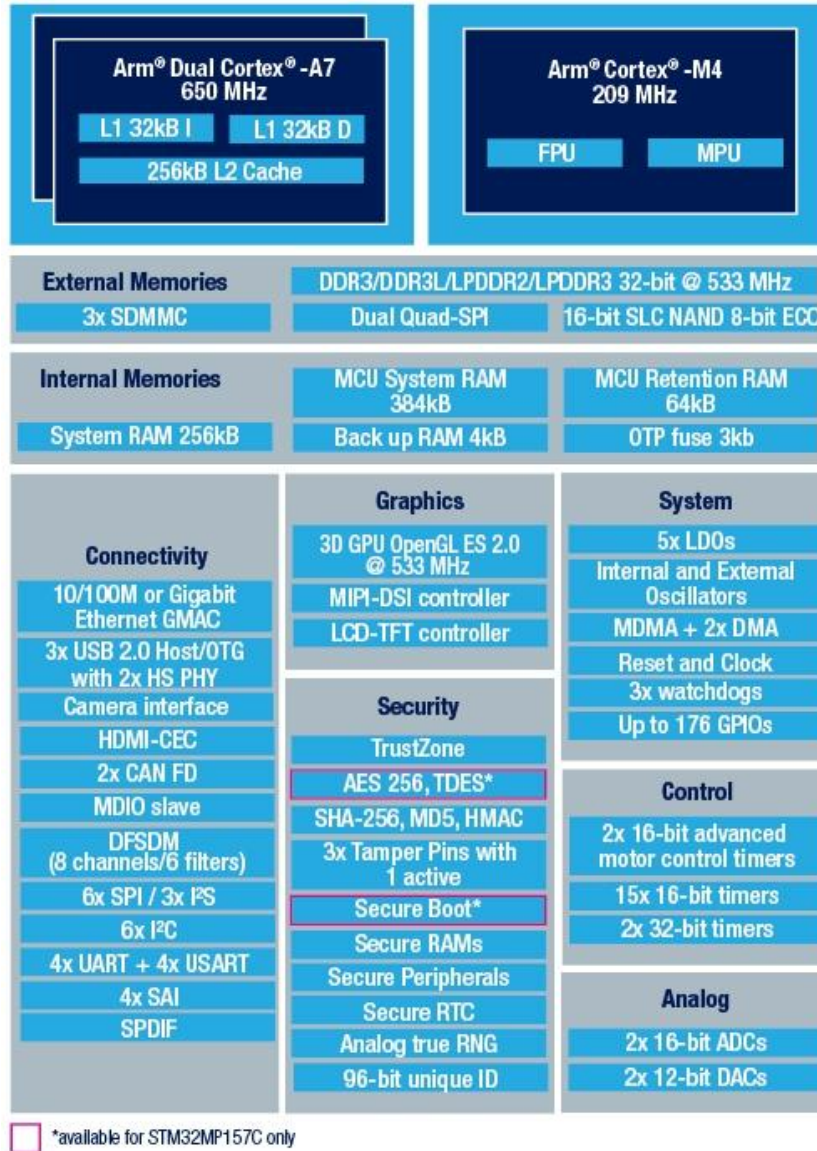 Arm® Dual Cortex® -A7
650 MHz
L1 32kB I
L1 32kB D
256kB L2 Cache
Arm® Cortex® -M4
209 MHz
FPU
MPU
External Memories
DDR3/DDR3L/LPDDR2/LPDDR3 32-bit @ 533 MHz
3x SDMMC
Dual Quad-SPI
16-bit SLC NAND 8-bit ECC
Internal Memories
MCU System RAM
384kB
MCU Retention RAM
64kB
System RAM 256kB
Back up RAM 4kB
OTP fuse 3kb
Connectivity
10/100M or Gigabit
Ethernet GMAC
3x USB 2.0 Host/OTG
with 2x HS PHY
Camera interface
HDMI-CEC
2x CAN FD
MDIO slave
DFSDM
(8 channels/6 filters)
6x SPI / 3x I²S
6x I²C
4x UART + 4x USART
4x SAI
SPDIF
Graphics
3D GPU OpenGL ES 2.0
@ 533 MHz
MIPI-DSI controller
LCD-TFT controller
Security
TrustZone
AES 256, TDES*
SHA-256, MD5, HMAC
3x Tamper Pins with
1 active
Secure Boot*
Secure RAMs
Secure Peripherals
Secure RTC
Analog true RNG
96-bit unique ID
System
5x LDOs
Internal and External
Oscillators
MDMA + 2x DMA
Reset and Clock
3x watchdogs
Up to 176 GPIOs
Control
2x 16-bit advanced
motor control timers
15x 16-bit timers
2x 32-bit timers
Analog
2x 16-bit ADCs
2x 12-bit DACs
*available for STM32MP157C only